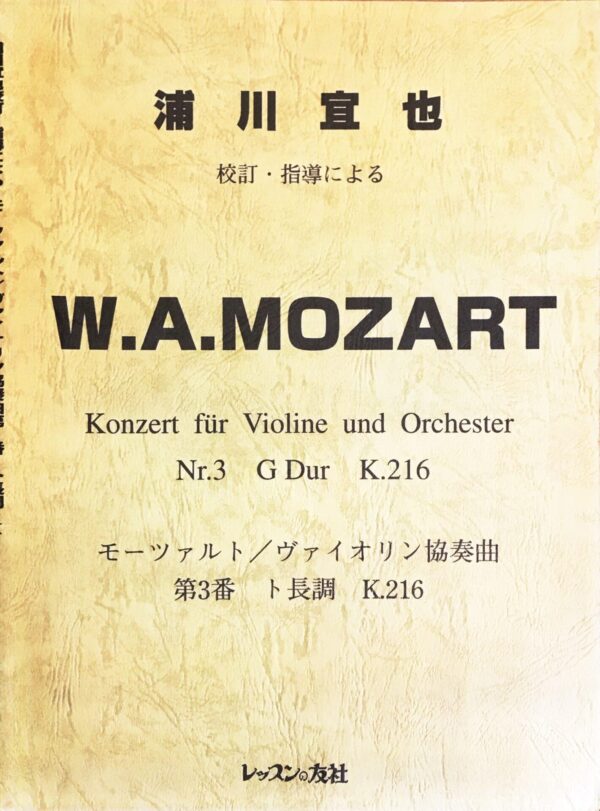 浦川宜也
校訂・指導による
W.A.MOZART
Konzert für Violine und Orchester
Nr.3 G Dur K.216
モーツァルト／ヴァイオリン協奏曲
第3番 ト長調 K.216
レッスンの友社